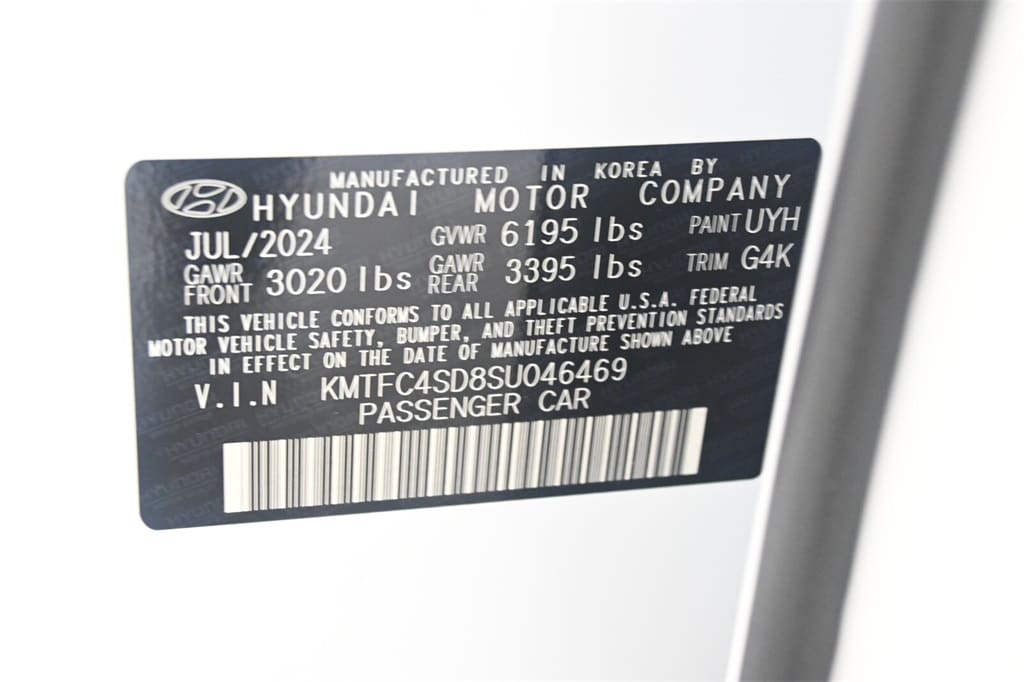 MANUFACTURED IN KOREA BY
HYUNDAI MOTOR COMPANY
JUL/2024 GVWR 6195 lbs PAINT UYH
GAWR FRONT 3020 lbs GAWR REAR 3395 lbs TRIM G4K
THIS VEHICLE CONFORMS TO ALL APPLICABLE U.S.A. FEDERAL
MOTOR VEHICLE SAFETY, BUMPER, AND THEFT PREVENTION STANDARDS
IN EFFECT ON THE DATE OF MANUFACTURE SHOWN ABOVE
V.I.N KMTFC4SD8SU046469
PASSENGER CAR